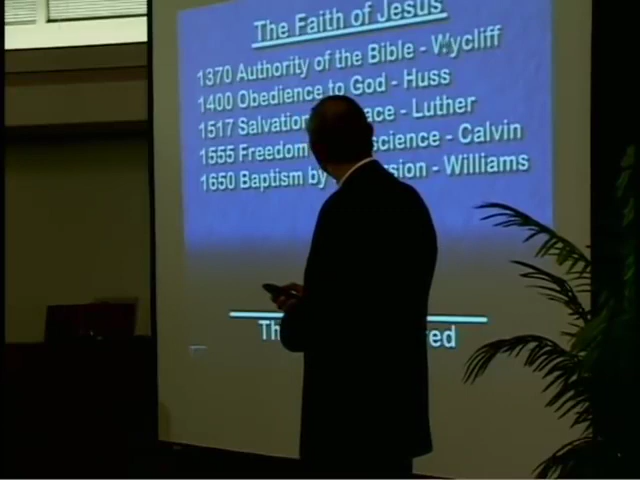 The Faith of Jesus
1370 Authority of the Bible - Wycliff
1400 Obedience to God - Huss
1517 Salvation ace - Luther
1555 Freedom science - Calvin
1650 Baptism by sion - Williams
Th red